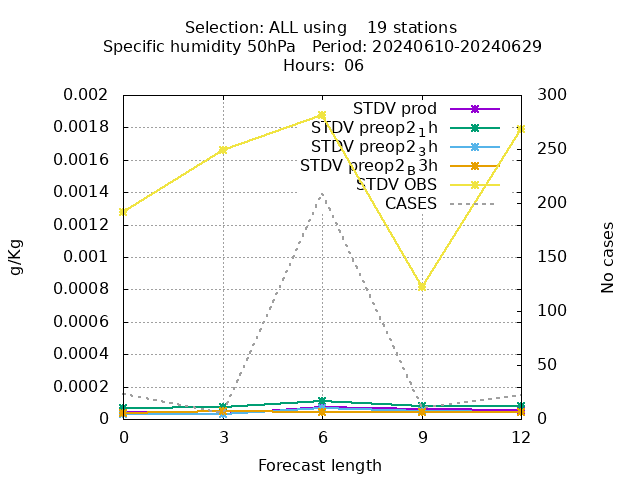 Selection: ALL using    19 stations
Specific humidity 50hPa   Period: 20240610-20240629
Hours: 06
0.002
0.0018
0.0016
0.0014
0.0012
0.001
0.0008
0.0006
0.0004
0.0002
0
g/Kg
STDV prod
STDV preop2₁h
STDV preop2₃h
STDV preop2_B3h
STDV OBS
CASES
300
250
200
150
100
50
0
No cases
0 3 6 9 12
Forecast length